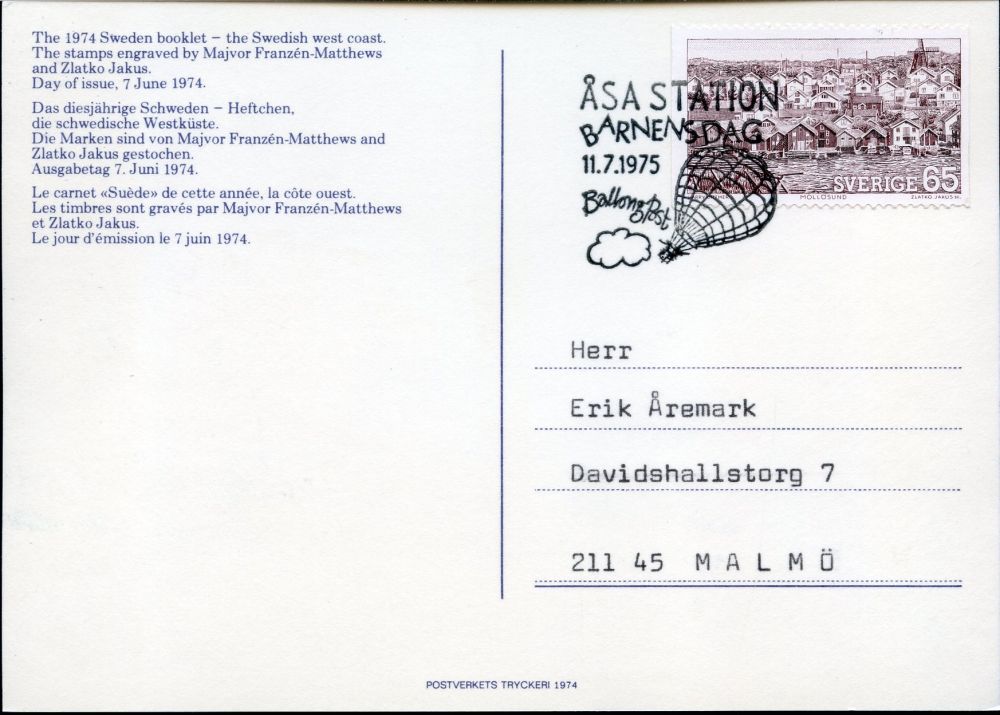 The 1974 Sweden booklet – the Swedish west coast.
The stamps engraved by Majvor Franzén-Matthews
and Zlatko Jakus.
Day of issue, 7 June 1974.
Das diesjährige Schweden – Heftchen,
die schwedische Westküste.
Die Marken sind von Majvor Franzén-Matthews and
Zlatko Jakus gestochen.
Ausgabetag 7. Juni 1974.
Le carnet «Suède» de cette année, la côte ouest.
Les timbres sont gravés par Majvor Franzén-Matthews
et Zlatko Jakus.
Le jour d'émission le 7 juin 1974.
ÅSA STATION
BARNENS DAG
11.7.1975
Ballongpost
SVERIGE 65
MOLLÖSUND
ZLATKO JAKUS SC.
Herr
Erik Åremark
Davidshallstorg 7
211 45 M A L M Ö
POSTVERKETS TRYCKERI 1974